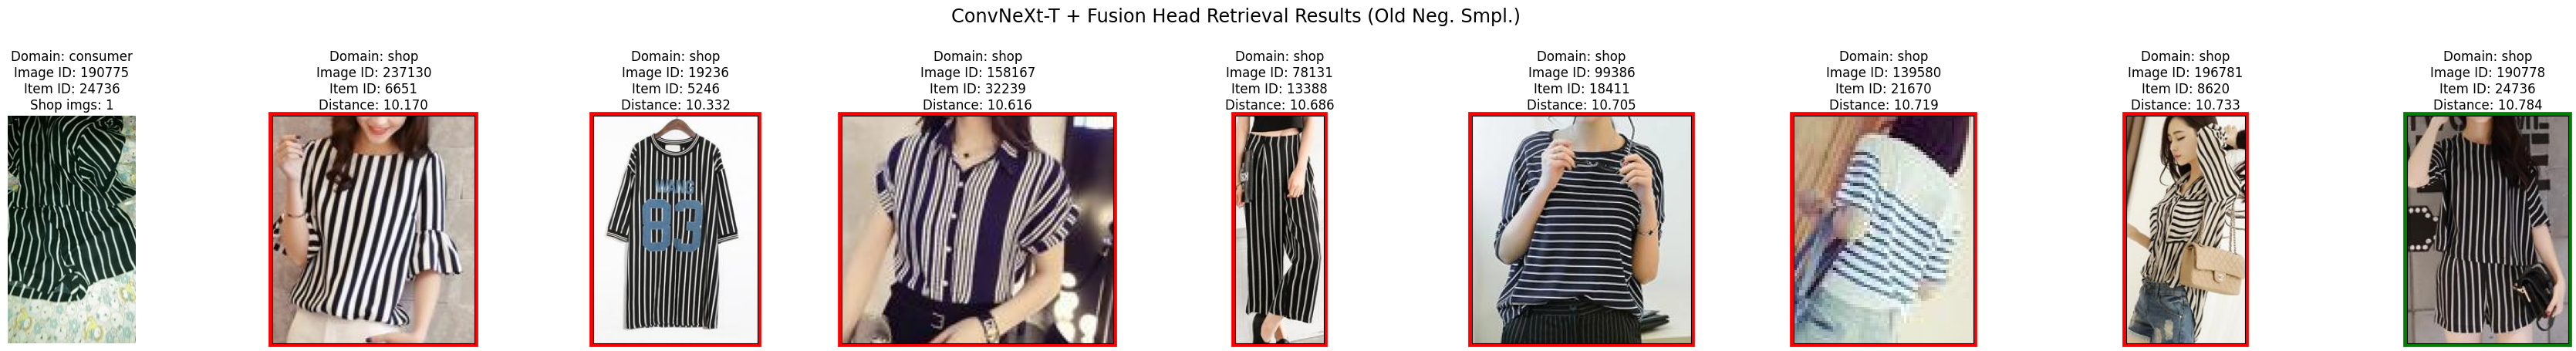 ConvNeXt-T + Fusion Head Retrieval Results (Old Neg. Smpl.)
Domain: consumer
Image ID: 190775
Item ID: 24736
Shop imgs: 1
Domain: shop
Image ID: 237130
Item ID: 6651
Distance: 10.170
Domain: shop
Image ID: 19236
Item ID: 5246
Distance: 10.332
Domain: shop
Image ID: 158167
Item ID: 32239
Distance: 10.616
Domain: shop
Image ID: 78131
Item ID: 13388
Distance: 10.686
Domain: shop
Image ID: 99386
Item ID: 18411
Distance: 10.705
Domain: shop
Image ID: 139580
Item ID: 21670
Distance: 10.719
Domain: shop
Image ID: 196781
Item ID: 8620
Distance: 10.733
Domain: shop
Image ID: 190778
Item ID: 24736
Distance: 10.784
WANG
83